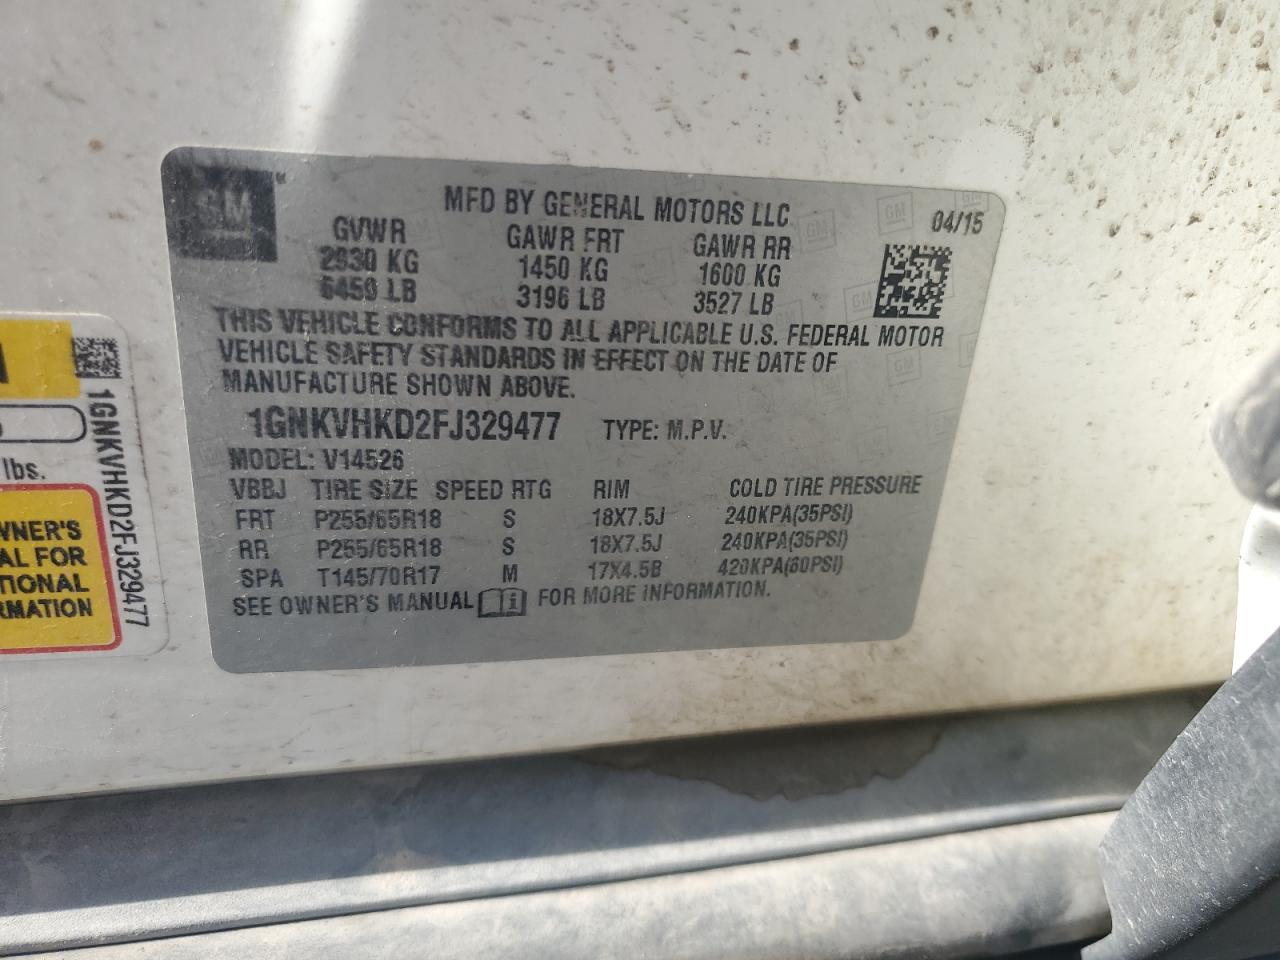 GM
MFD BY GENERAL MOTORS LLC
04/15
GVWR GAWR FRT GAWR RR
2930 KG 1450 KG 1600 KG
6459 LB 3196 LB 3527 LB
THIS VEHICLE CONFORMS TO ALL APPLICABLE U.S. FEDERAL MOTOR
VEHICLE SAFETY STANDARDS IN EFFECT ON THE DATE OF
MANUFACTURE SHOWN ABOVE.
1GNKVHKD2FJ329477 TYPE: M.P.V.
MODEL: V14526
VBBJ TIRE SIZE SPEED RTG RIM COLD TIRE PRESSURE
FRT P255/65R18 S 18X7.5J 240KPA(35PSI)
RR P255/65R18 S 18X7.5J 240KPA(35PSI)
SPA T145/70R17 M 17X4.5B 420KPA(60PSI)
SEE OWNER'S MANUAL FOR MORE INFORMATION.
1GNKVHKD2FJ329477
lbs.
WNER'S
AL FOR
TIONAL
RMATION